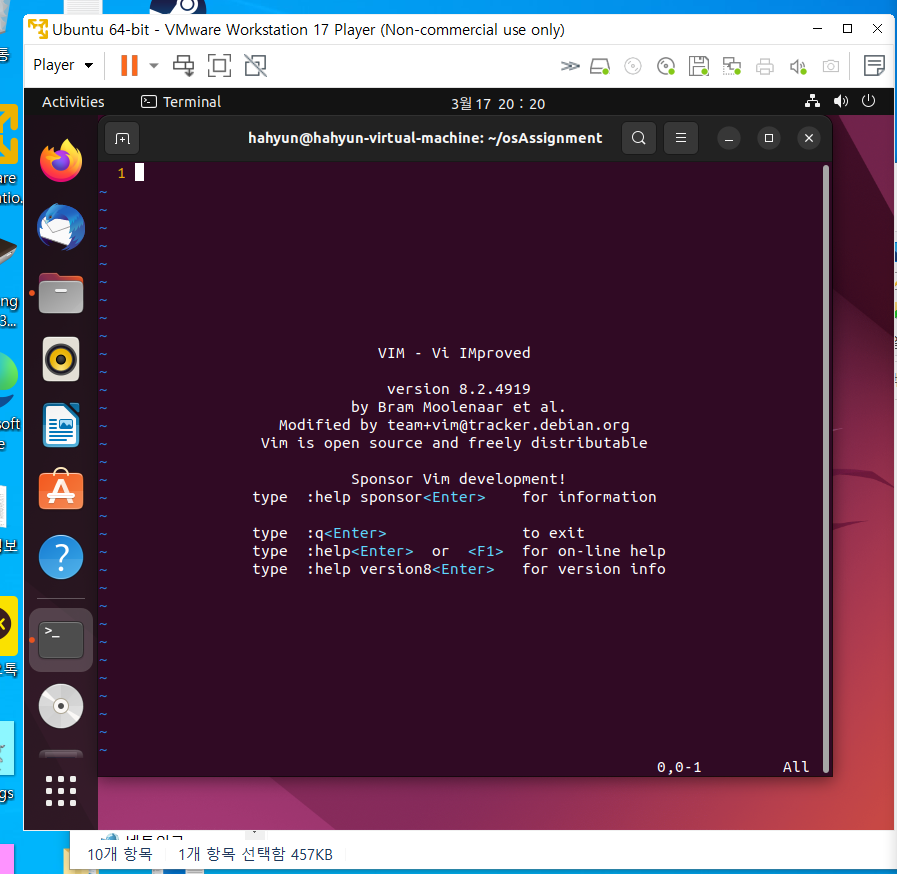 Ubuntu 64-bit - VMware Workstation 17 Player (Non-commercial use only)
Player
Activities
Terminal
3월 17 20 : 20
hahyun@hahyun-virtual-machine: ~/osAssignment
1
~
~
~
~
~
~
~
~
~
~ VIM - Vi IMproved
~
~ version 8.2.4919
~ by Bram Moolenaar et al.
~ Modified by team+vim@tracker.debian.org
~ Vim is open source and freely distributable
~
~ Sponsor Vim development!
~ type :help sponsor<Enter> for information
~
~ type :q<Enter> to exit
~ type :help<Enter> or <F1> for on-line help
~ type :help version8<Enter> for version info
~
~
~
~
~
~
~
~
~
~
0,0-1 All
10개 항목 1개 항목 선택함 457KB